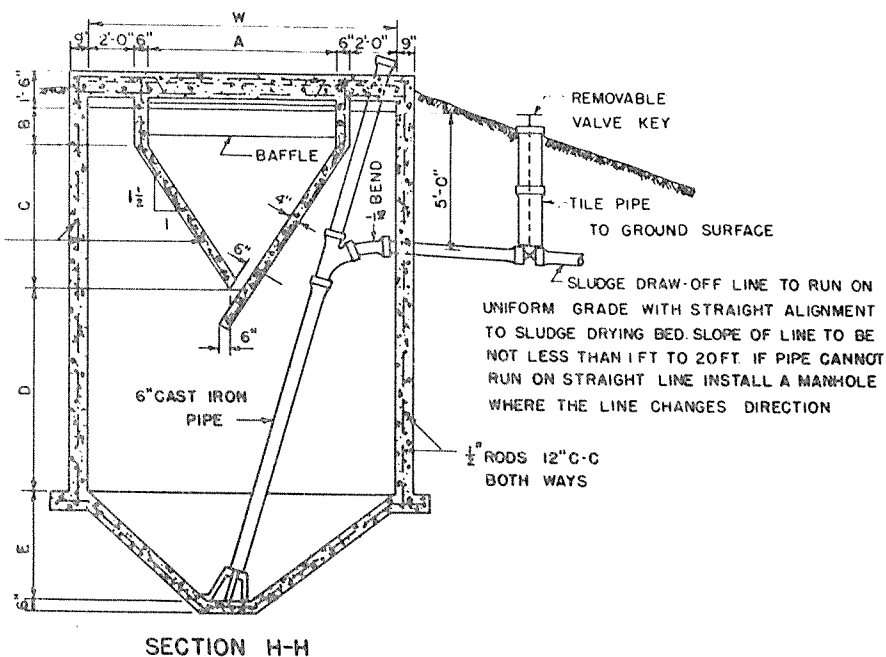 W
9" 2'-0" 6" A 6" 2'-0" 9"
1'-6"
B
C
D
E
6"
BAFFLE
1 1/2
1
4"
6"
6"
BEND
5'-0"
REMOVABLE
VALVE KEY
TILE PIPE
TO GROUND SURFACE
SLUDGE DRAW-OFF LINE TO RUN ON
UNIFORM GRADE WITH STRAIGHT ALIGNMENT
TO SLUDGE DRYING BED. SLOPE OF LINE TO BE
NOT LESS THAN 1 FT TO 20 FT. IF PIPE CANNOT
RUN ON STRAIGHT LINE INSTALL A MANHOLE
WHERE THE LINE CHANGES DIRECTION
6" CAST IRON
PIPE
1/2" RODS 12" C-C
BOTH WAYS
SECTION H-H